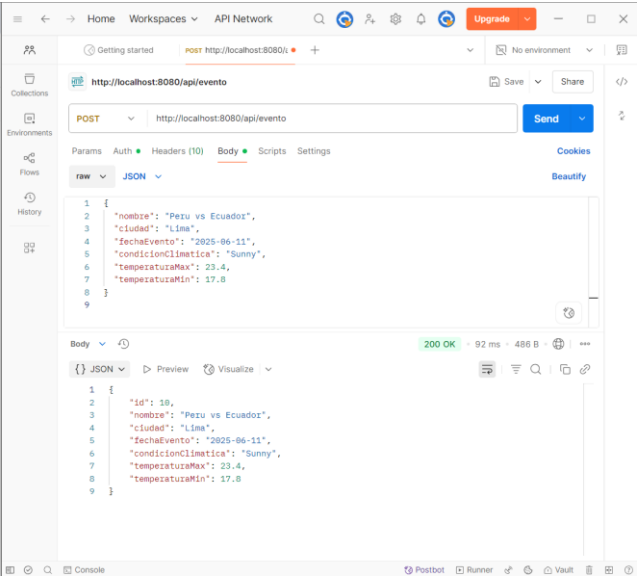 Home Workspaces API Network Upgrade
Getting started POST http://localhost:8080/a No environment
HTTP http://localhost:8080/api/evento Save Share
Collections
Environments
Flows
History
POST http://localhost:8080/api/evento Send
Params Auth Headers (10) Body Scripts Settings Cookies
raw JSON Beautify
1 {
2 "nombre": "Peru vs Ecuador",
3 "ciudad": "Lima",
4 "fechaEvento": "2025-06-11",
5 "condicionClimatica": "Sunny",
6 "temperaturaMax": 23.4,
7 "temperaturaMin": 17.8
8 }
9
Body 200 OK 92 ms 486 B
{} JSON Preview Visualize
1 {
2 "id": 10,
3 "nombre": "Peru vs Ecuador",
4 "ciudad": "Lima",
5 "fechaEvento": "2025-06-11",
6 "condicionClimatica": "Sunny",
7 "temperaturaMax": 23.4,
8 "temperaturaMin": 17.8
9 }
Console Postbot Runner Vault